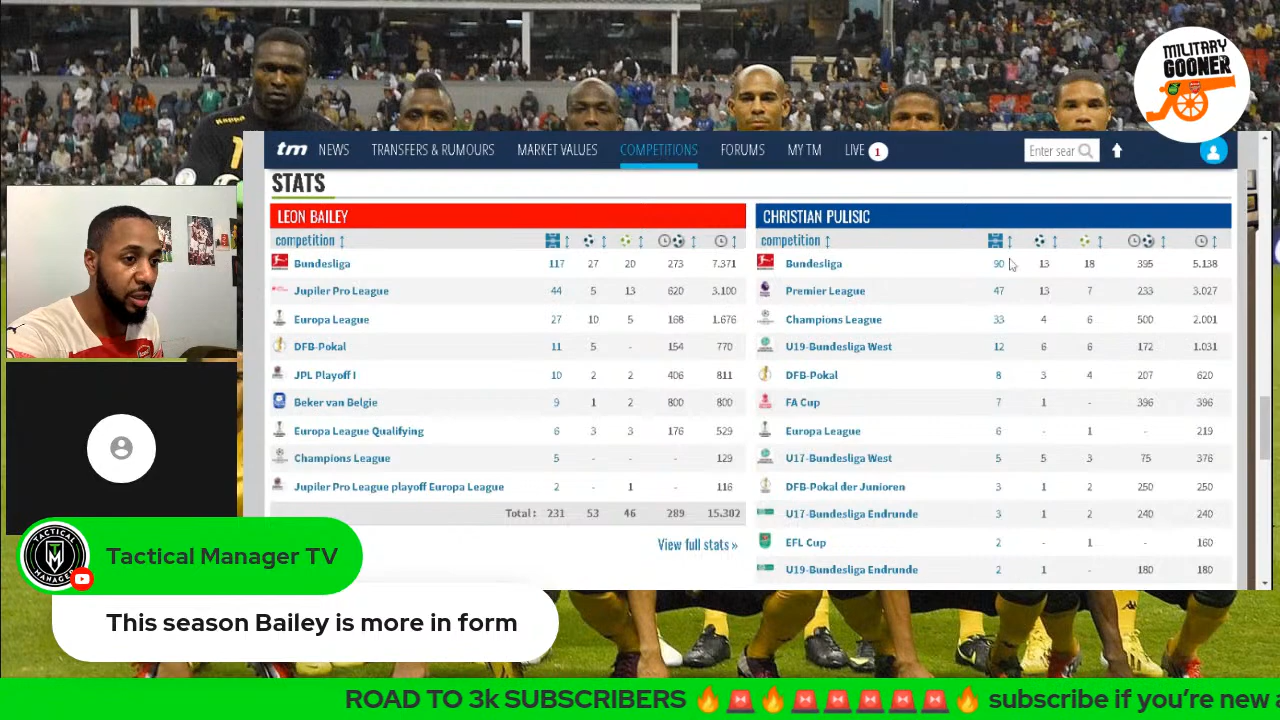 MILITARY
GOONER
tm NEWS TRANSFERS & RUMOURS MARKET VALUES COMPETITIONS FORUMS MY TM LIVE 1 Enter sear
STATS
LEON BAILEY
competition
Bundesliga 117 27 20 273 7.371
Jupiler Pro League 44 5 13 620 3.100
Europa League 27 10 5 168 1.676
DFB-Pokal 11 5 - 154 770
JPL Playoff I 10 2 2 406 811
Beker van Belgie 9 1 2 800 800
Europa League Qualifying 6 3 3 176 529
Champions League 5 - - - 129
Jupiler Pro League playoff Europa League 2 - 1 - 116
Total: 231 53 46 289 15.302
View full stats »
CHRISTIAN PULISIC
competition
Bundesliga 90 13 18 395 5.138
Premier League 47 13 7 233 3.027
Champions League 33 4 6 500 2.001
U19-Bundesliga West 12 6 6 172 1.031
DFB-Pokal 8 3 4 207 620
FA Cup 7 1 - 396 396
Europa League 6 - 1 - 219
U17-Bundesliga West 5 5 3 75 376
DFB-Pokal der Junioren 3 1 2 250 250
U17-Bundesliga Endrunde 3 1 2 240 240
EFL Cup 2 - 1 - 160
U19-Bundesliga Endrunde 2 1 - 180 180
TACTICAL
TM
MANAGER
Tactical Manager TV
This season Bailey is more in form
ROAD TO 3k SUBSCRIBERS 🔥🚨🔥🚨🚨🚨🚨🔥 subscribe if you're new a